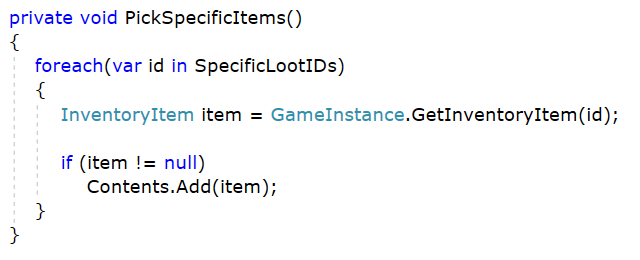 private void PickSpecificItems()
{
foreach(var id in SpecificLootIDs)
{
InventoryItem item = GameInstance.GetInventoryItem(id);
if (item != null)
Contents.Add(item);
}
}